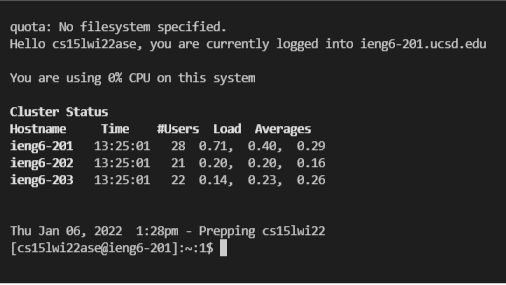 quota: No filesystem specified.
Hello cs15lwi22ase, you are currently logged into ieng6-201.ucsd.edu
You are using 0% CPU on this system
Cluster Status
Hostname Time #Users Load Averages
ieng6-201 13:25:01 28 0.71, 0.40, 0.29
ieng6-202 13:25:01 21 0.20, 0.20, 0.16
ieng6-203 13:25:01 22 0.14, 0.23, 0.26
Thu Jan 06, 2022 1:28pm - Prepping cs15lwi22
[cs15lwi22ase@ieng6-201]:~:1$